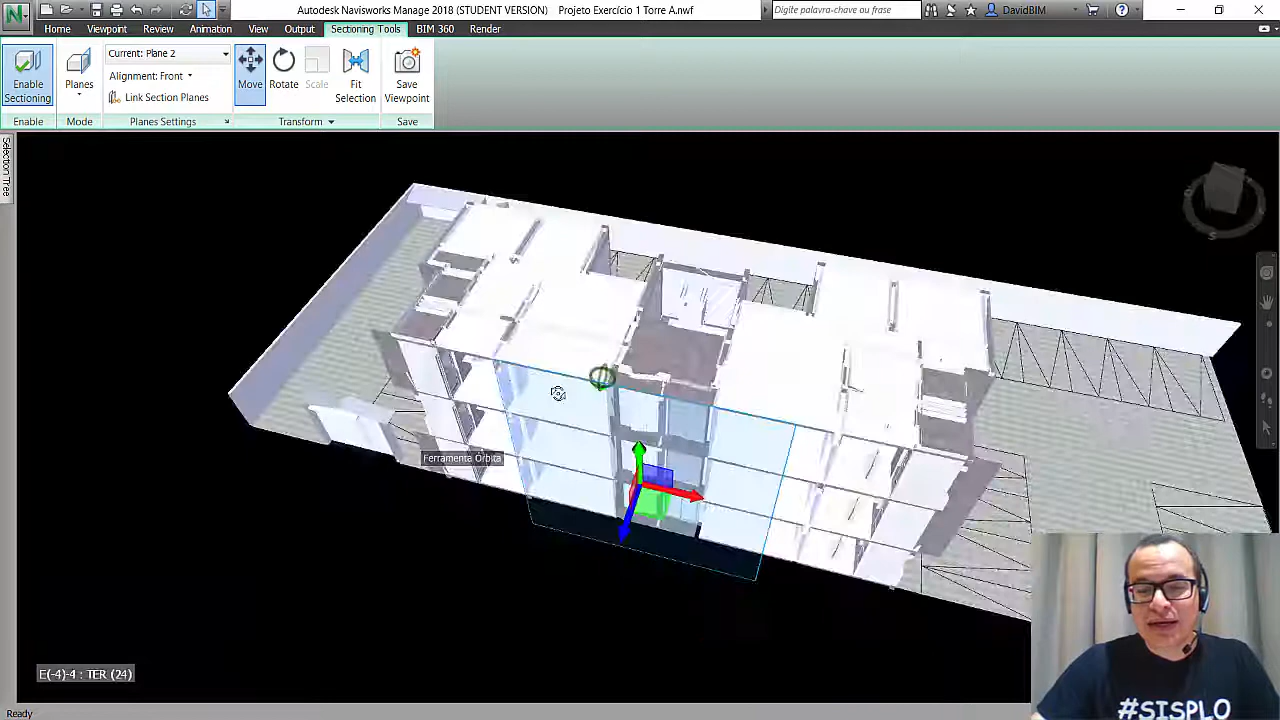 Autodesk Navisworks Manage 2018 (STUDENT VERSION) Projeto Exercício 1 Torre A.nwf
Digite palavra-chave ou frase
DavidBIM
Home Viewpoint Review Animation View Output Sectioning Tools BIM 360 Render
Enable Sectioning
Planes
Current: Plane 2
Alignment: Front
Link Section Planes
Move
Rotate
Scale
Fit Selection
Save Viewpoint
Enable Mode Planes Settings Transform Save
Selection Tree
Ferramenta Órbita
E(-4)-4 : TER (24)
#SISPLO
Ready